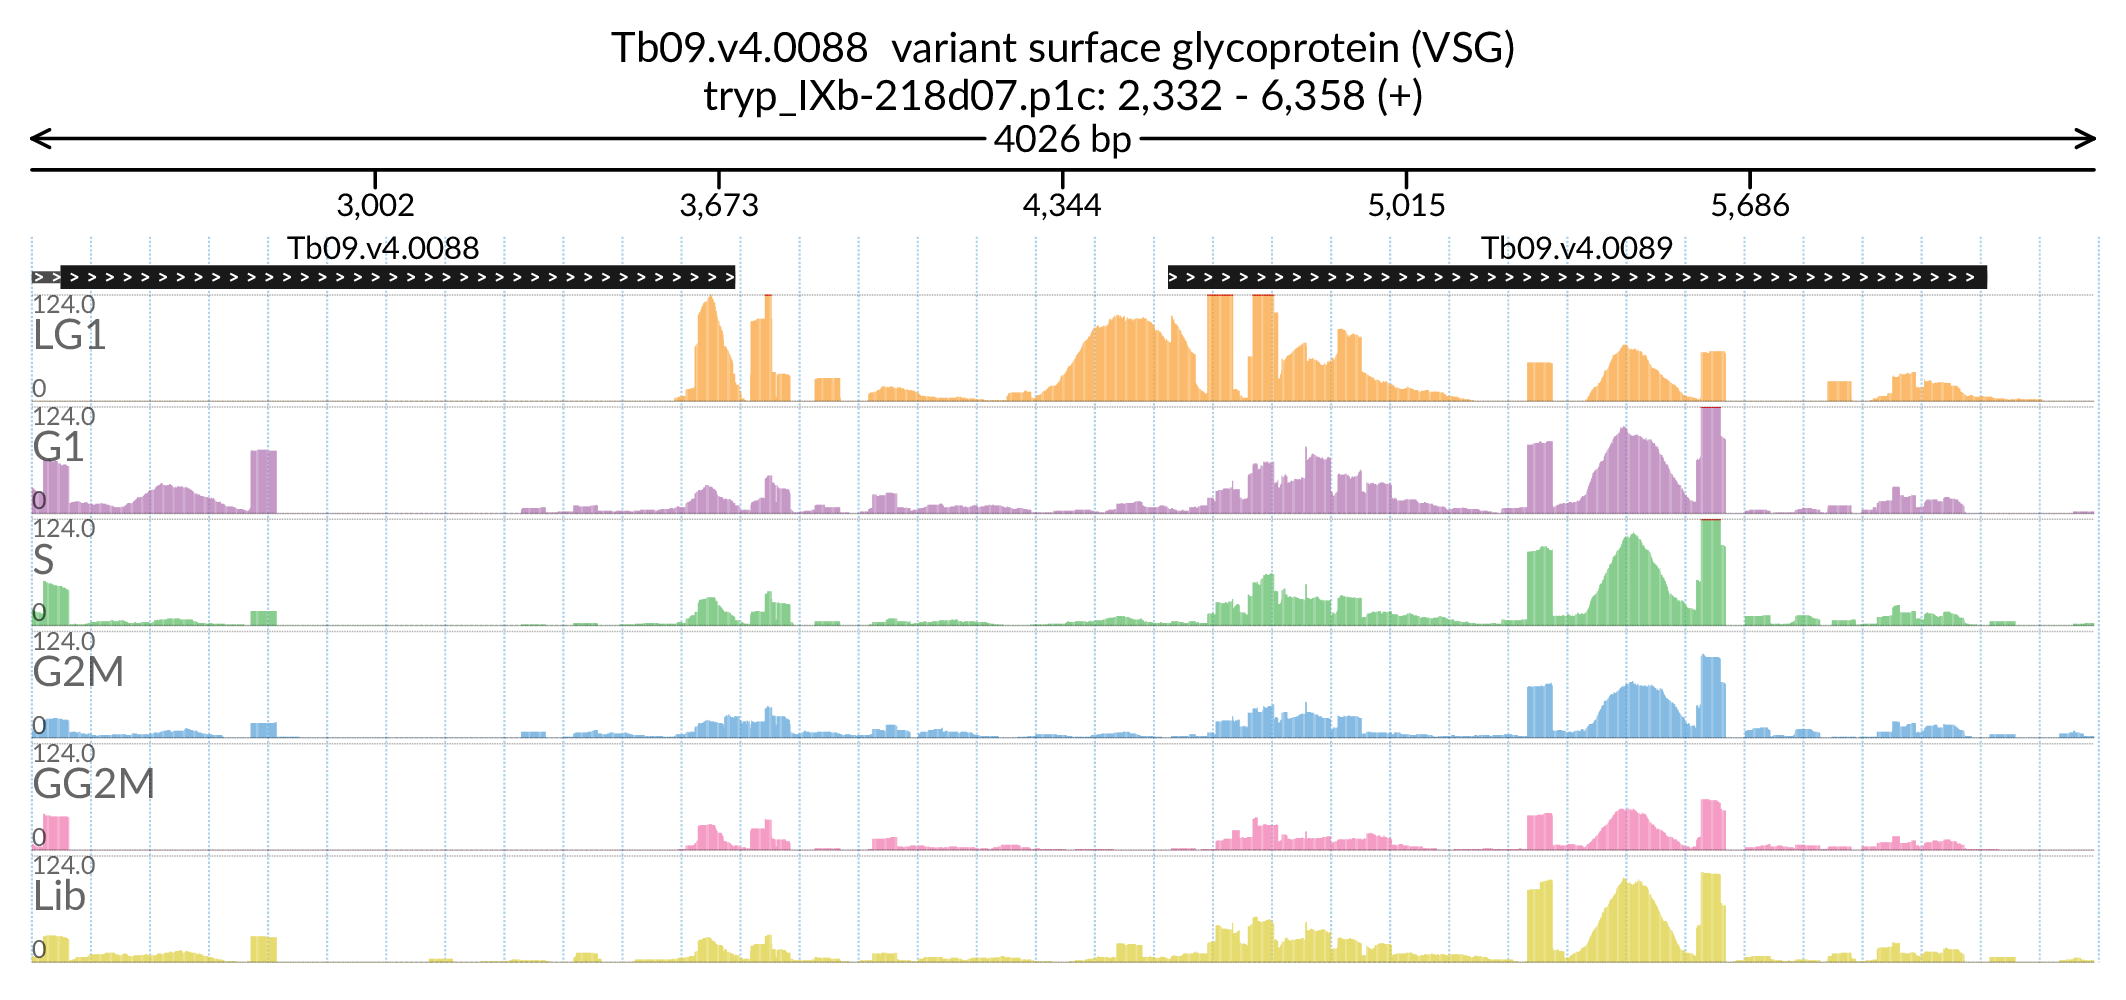 Tb09.v4.0088 variant surface glycoprotein (VSG)
tryp_IXb-218d07.p1c: 2,332 - 6,358 (+)
4026 bp
3,002 3,673 4,344 5,015 5,686
Tb09.v4.0088 Tb09.v4.0089
124.0
LG1
0
124.0
G1
0
124.0
S
0
124.0
G2M
0
124.0
GG2M
0
124.0
Lib
0